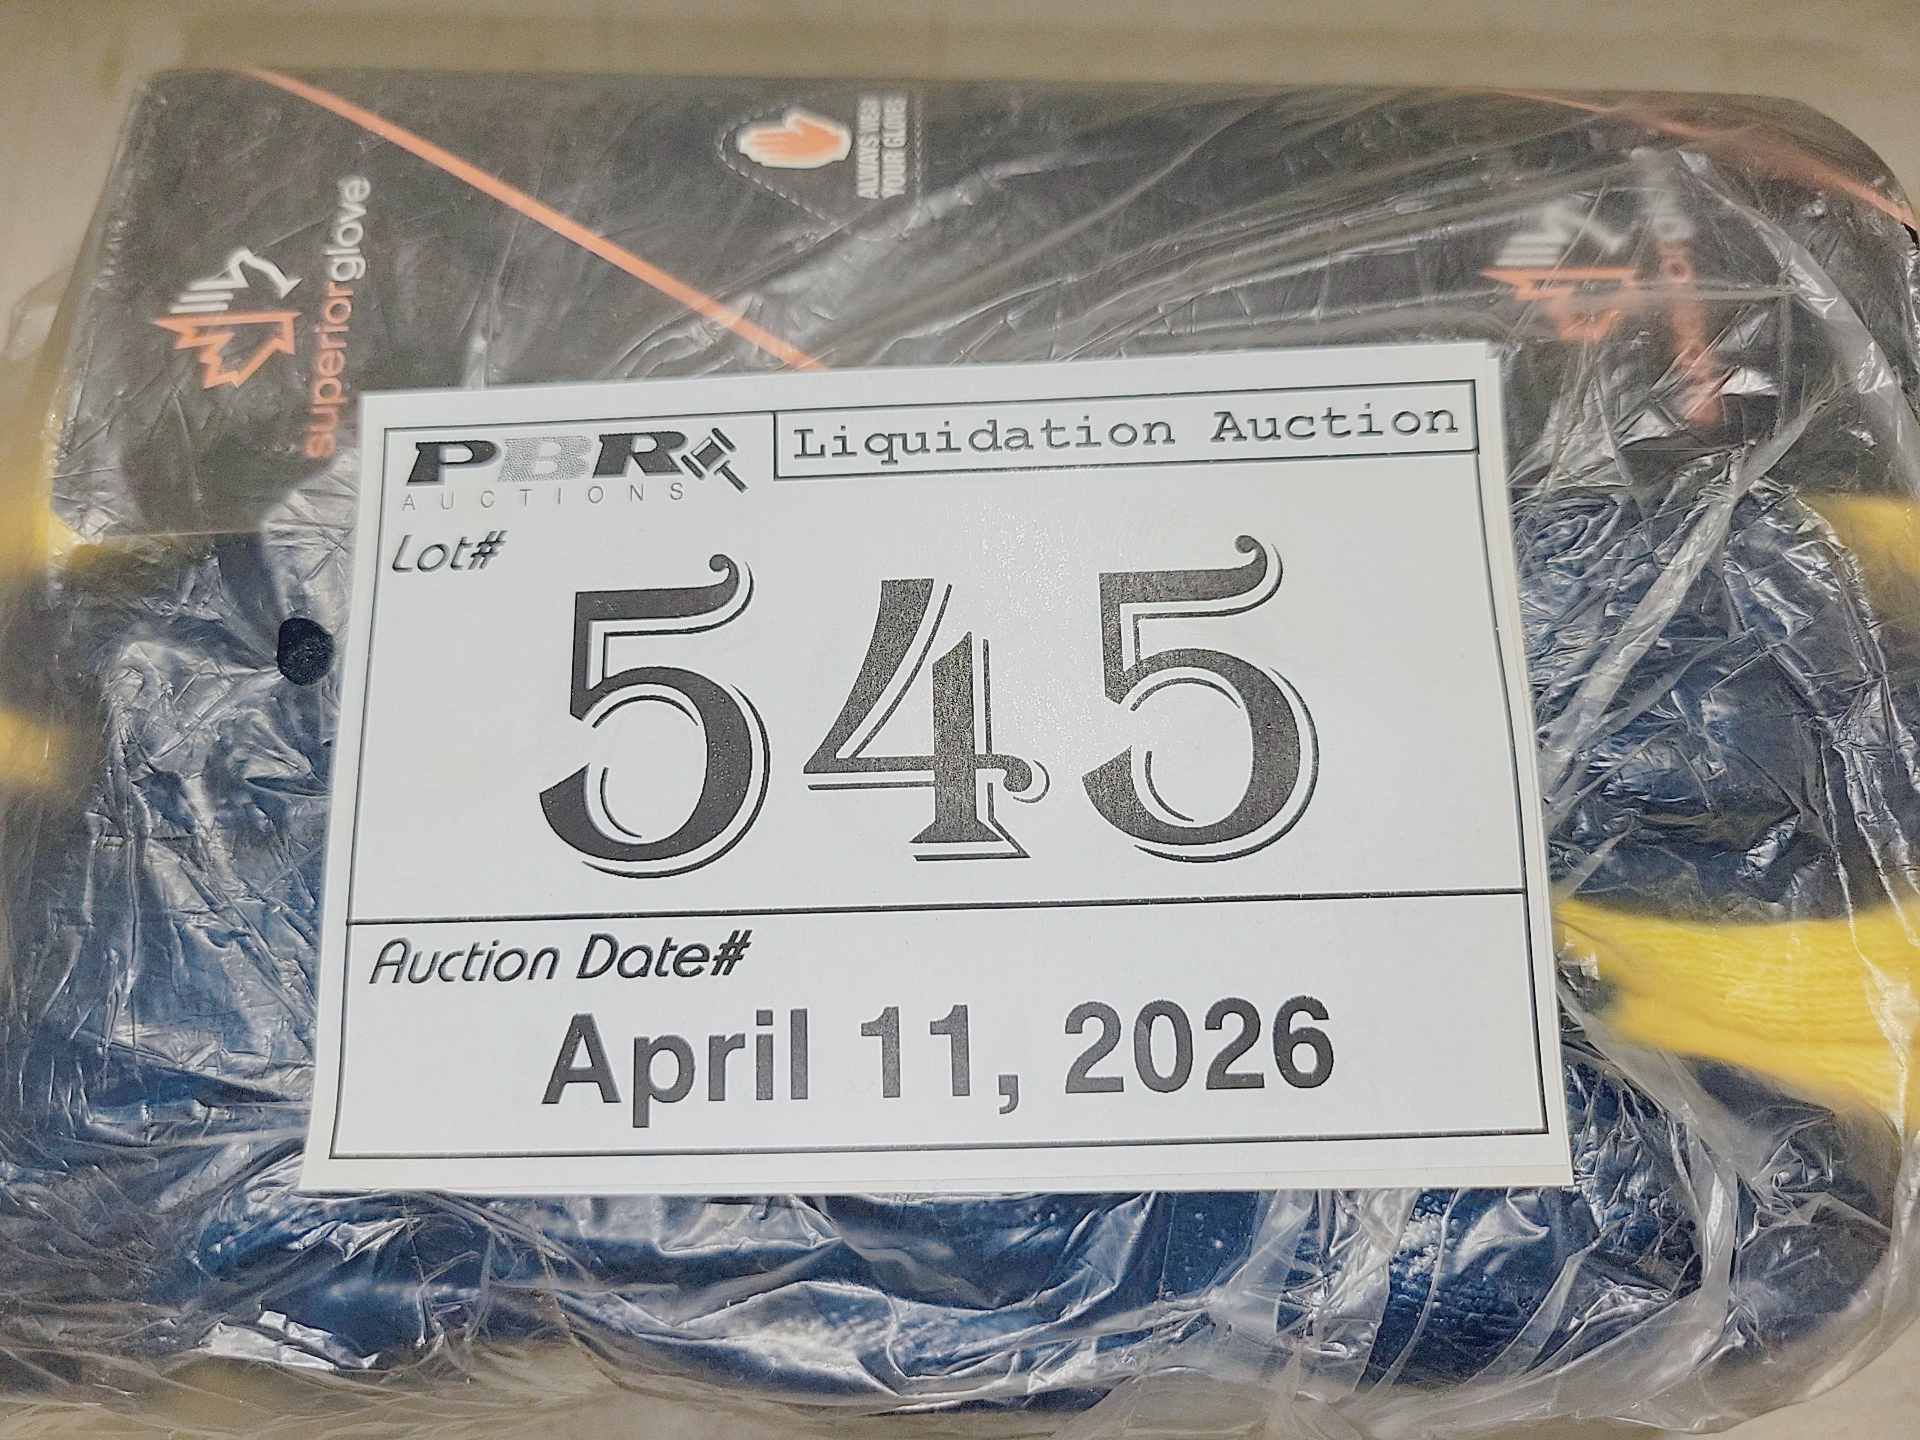 superiorglove
ALWAYS WEAR
YOUR GLOVES
PBR
AUCTIONS
Liquidation Auction
Lot#
545
Auction Date#
April 11, 2026